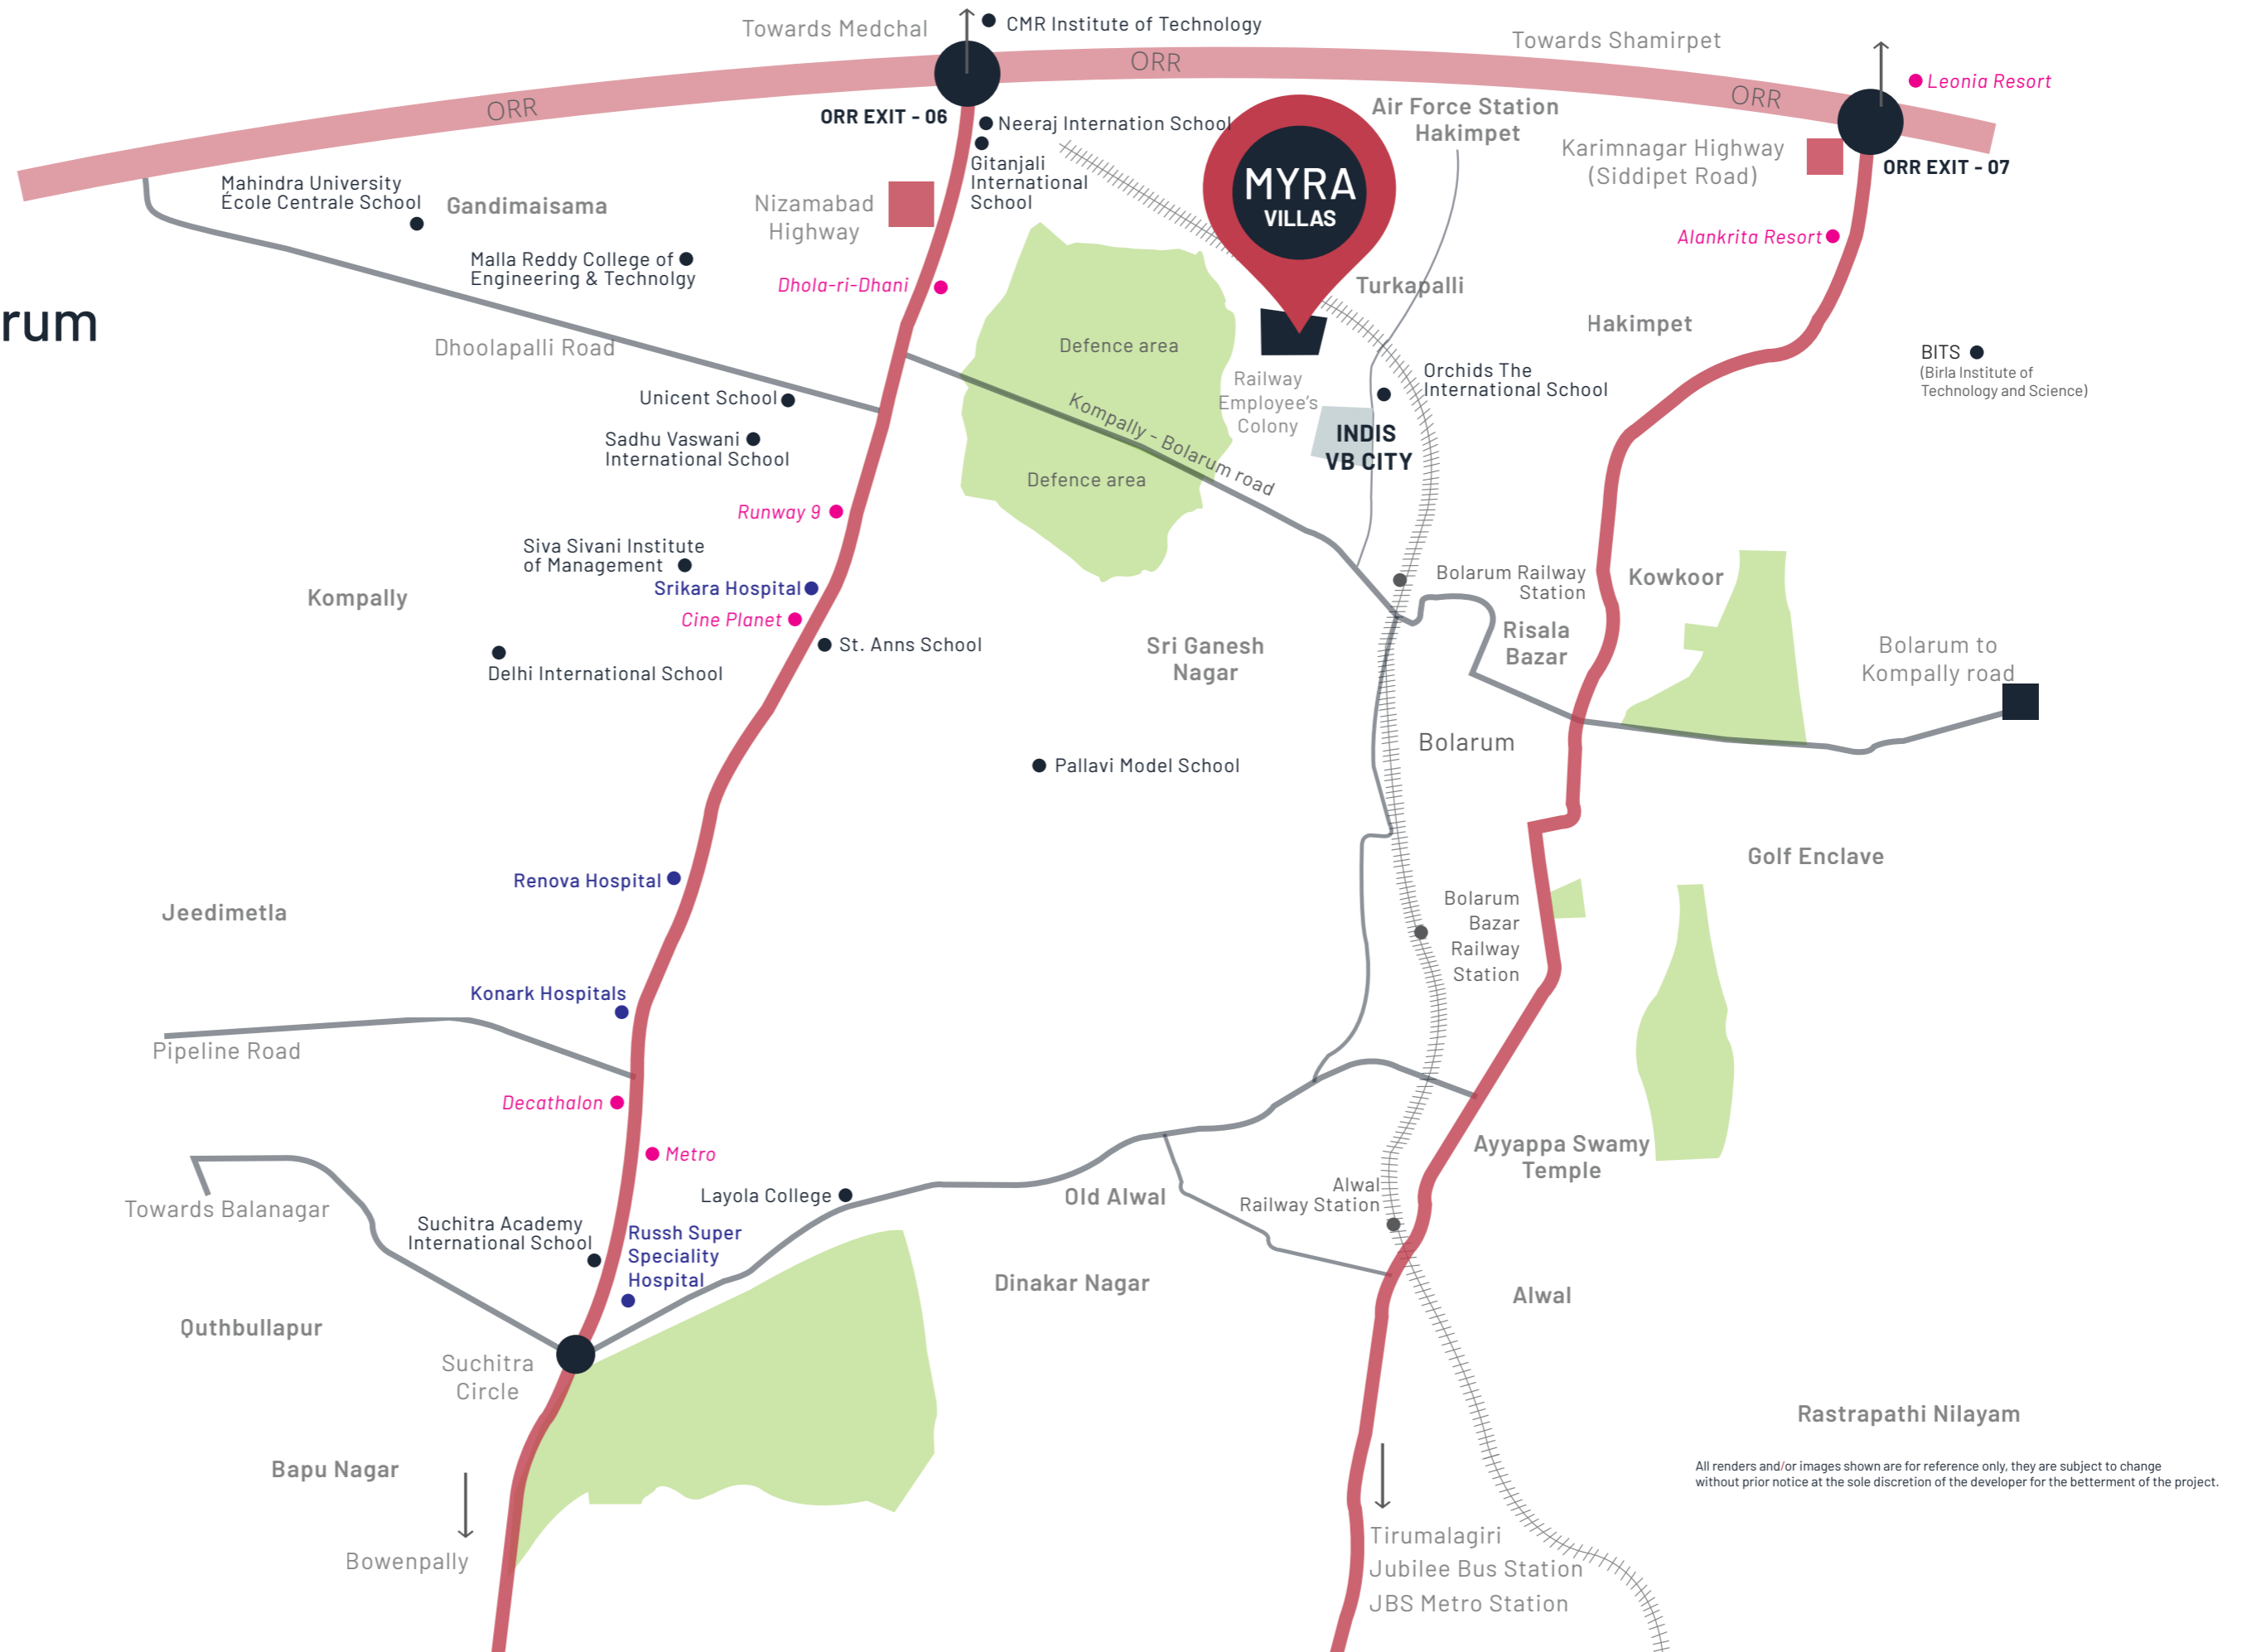 Towards Medchal
CMR Institute of Technology
ORR
Towards Shamirpet
ORR
ORR
Leonia Resort
ORR EXIT - 06
Neeraj Internation School
Air Force Station
Hakimpet
Karimnagar Highway
(Siddipet Road)
ORR EXIT - 07
Gitanjali
International
School
Mahindra University
École Centrale School
Gandimaisama
Nizamabad
Highway
MYRA
VILLAS
Alankrita Resort
Malla Reddy College of
Engineering & Technolgy
Dhola-ri-Dhani
Turkapalli
rum
Hakimpet
Dhoolapalli Road
Defence area
BITS
(Birla Institute of
Technology and Science)
Railway
Employee's
Colony
Orchids The
International School
Unicent School
Kompally - Bolarum road
Sadhu Vaswani
International School
INDIS
VB CITY
Defence area
Runway 9
Siva Sivani Institute
of Management
Srikara Hospital
Kompally
Cine Planet
St. Anns School
Delhi International School
Bolarum Railway
Station
Kowkoor
Sri Ganesh
Nagar
Risala
Bazar
Bolarum to
Kompally road
Bolarum
Pallavi Model School
Golf Enclave
Renova Hospital
Jeedimetla
Bolarum
Bazar
Railway
Station
Konark Hospitals
Pipeline Road
Decathalon
Metro
Ayyappa Swamy
Temple
Layola College
Old Alwal
Alwal
Railway Station
Towards Balanagar
Suchitra Academy
International School
Russh Super
Speciality
Hospital
Dinakar Nagar
Alwal
Quthbullapur
Suchitra
Circle
Rastrapathi Nilayam
Bapu Nagar
All renders and/or images shown are for reference only, they are subject to change
without prior notice at the sole discretion of the developer for the betterment of the project.
Bowenpally
Tirumalagiri
Jubilee Bus Station
JBS Metro Station